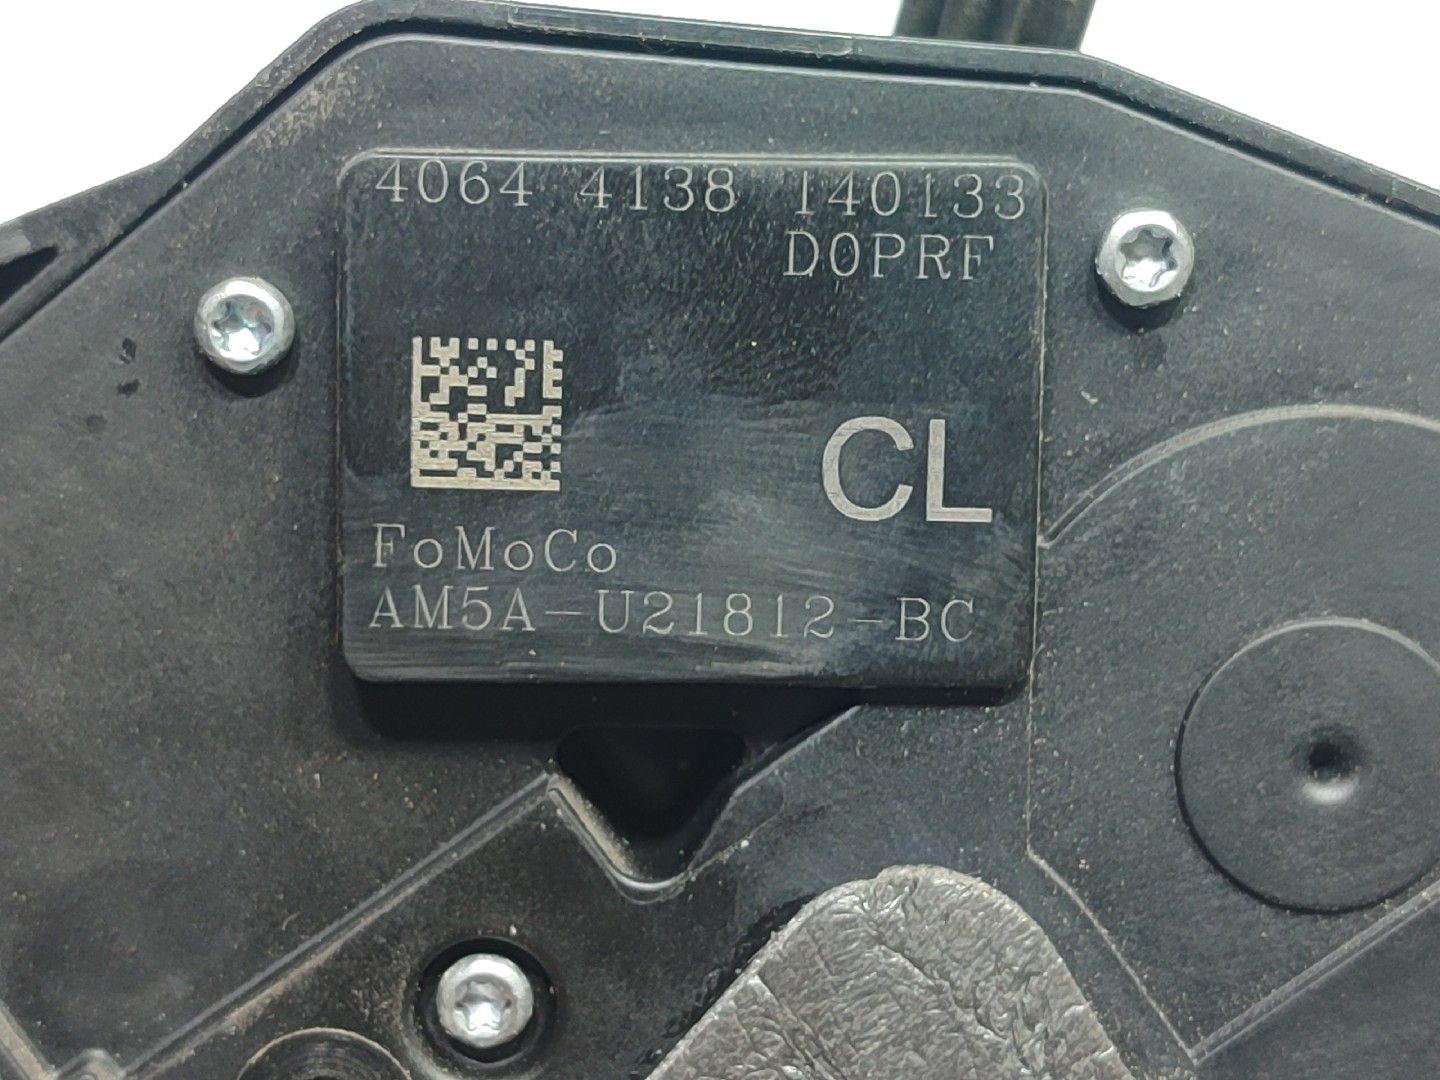 4064 4138 140133
D0PRF
CL
FoMoCo
AM5A-U21812-BC